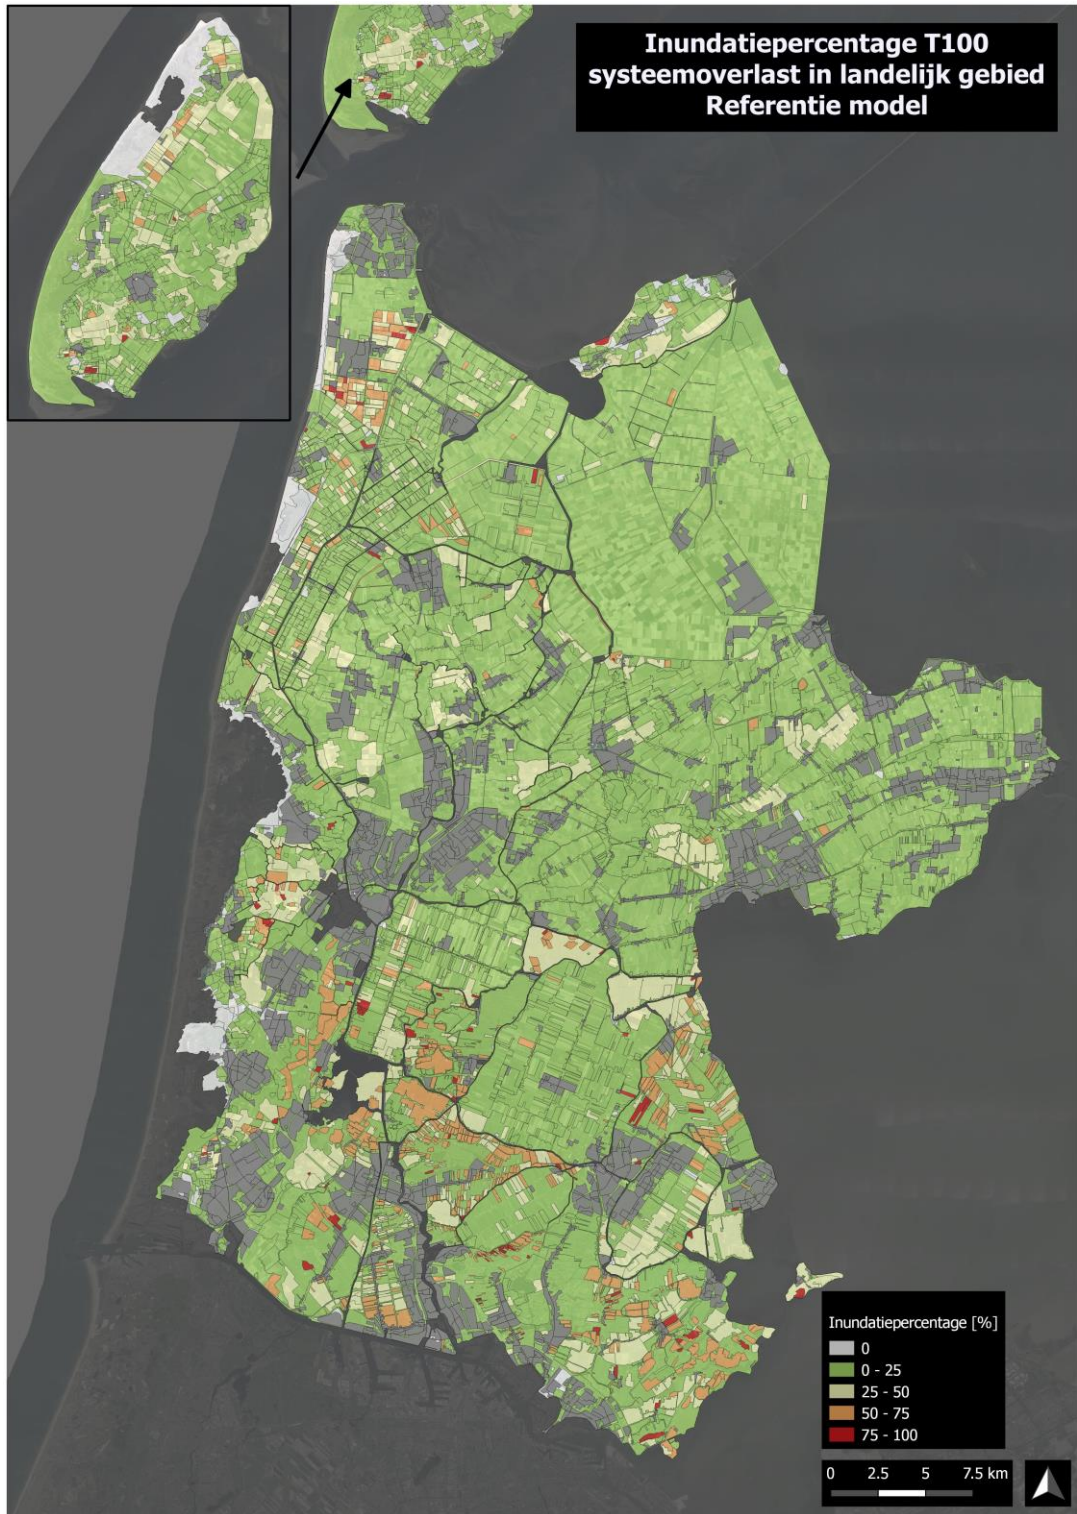 Inundatiepercentage T100
systeemoverlast in landelijk gebied
Referentie model
Inundatiepercentage [%]
0
0 - 25
25 - 50
50 - 75
75 - 100
0 2.5 5 7.5 km